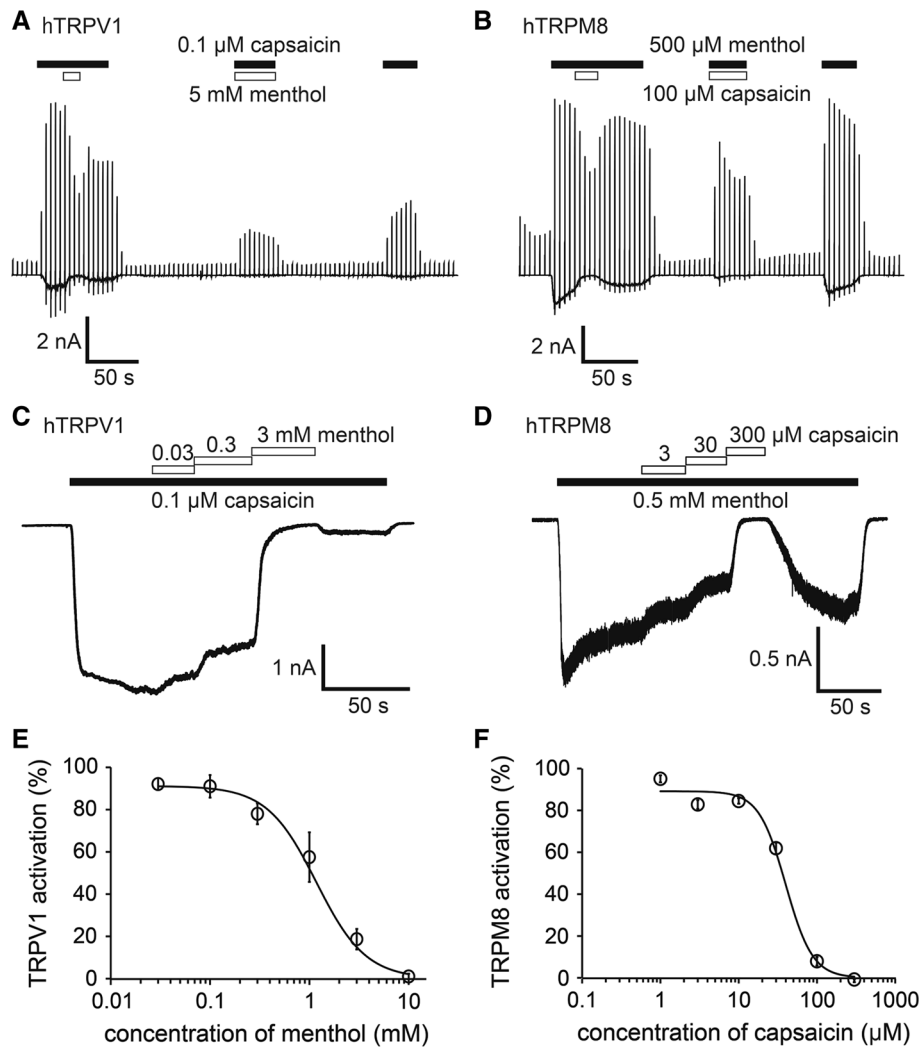 A
hTRPV1
0.1 µM capsaicin
5 mM menthol
2 nA
50 s
B
hTRPM8
500 µM menthol
100 µM capsaicin
2 nA
50 s
C
hTRPV1
0.03
0.3
3 mM menthol
0.1 µM capsaicin
1 nA
50 s
D
hTRPM8
3
30
300 µM capsaicin
0.5 mM menthol
0.5 nA
50 s
E
TRPV1 activation (%)
100
80
60
40
20
0
0.01
0.1
1
10
concentration of menthol (mM)
F
TRPM8 activation (%)
100
80
60
40
20
0
0.1
1
10
100
1000
concentration of capsaicin (µM)